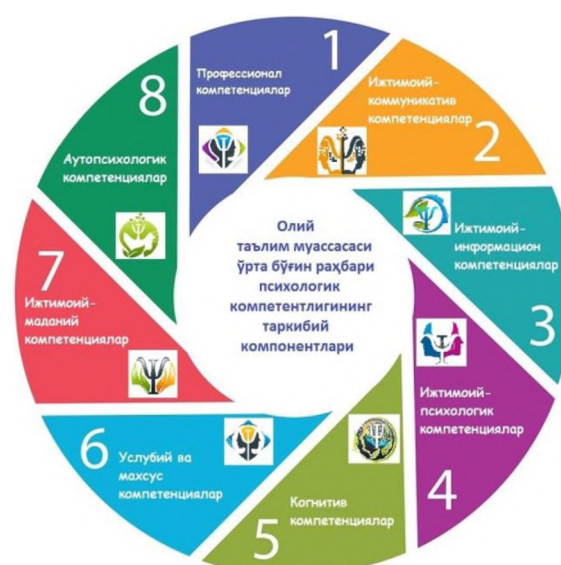 Олий
таълим муассасаси
ўрта бўғин раҳбари
психологик
компетентлигининг
таркибий
компонентлари
1
Профессионал
компетенциялар
2
Ижтимоий-
коммуникатив
компетенциялар
3
Ижтимоий-
информацион
компетенциялар
4
Ижтимоий-
психологик
компетенциялар
5
Когнитив
компетенциялар
6
Услубий ва
махсус
компетенциялар
7
Ижтимоий-
маданий
компетенциялар
8
Аутопсихологик
компетенциялар